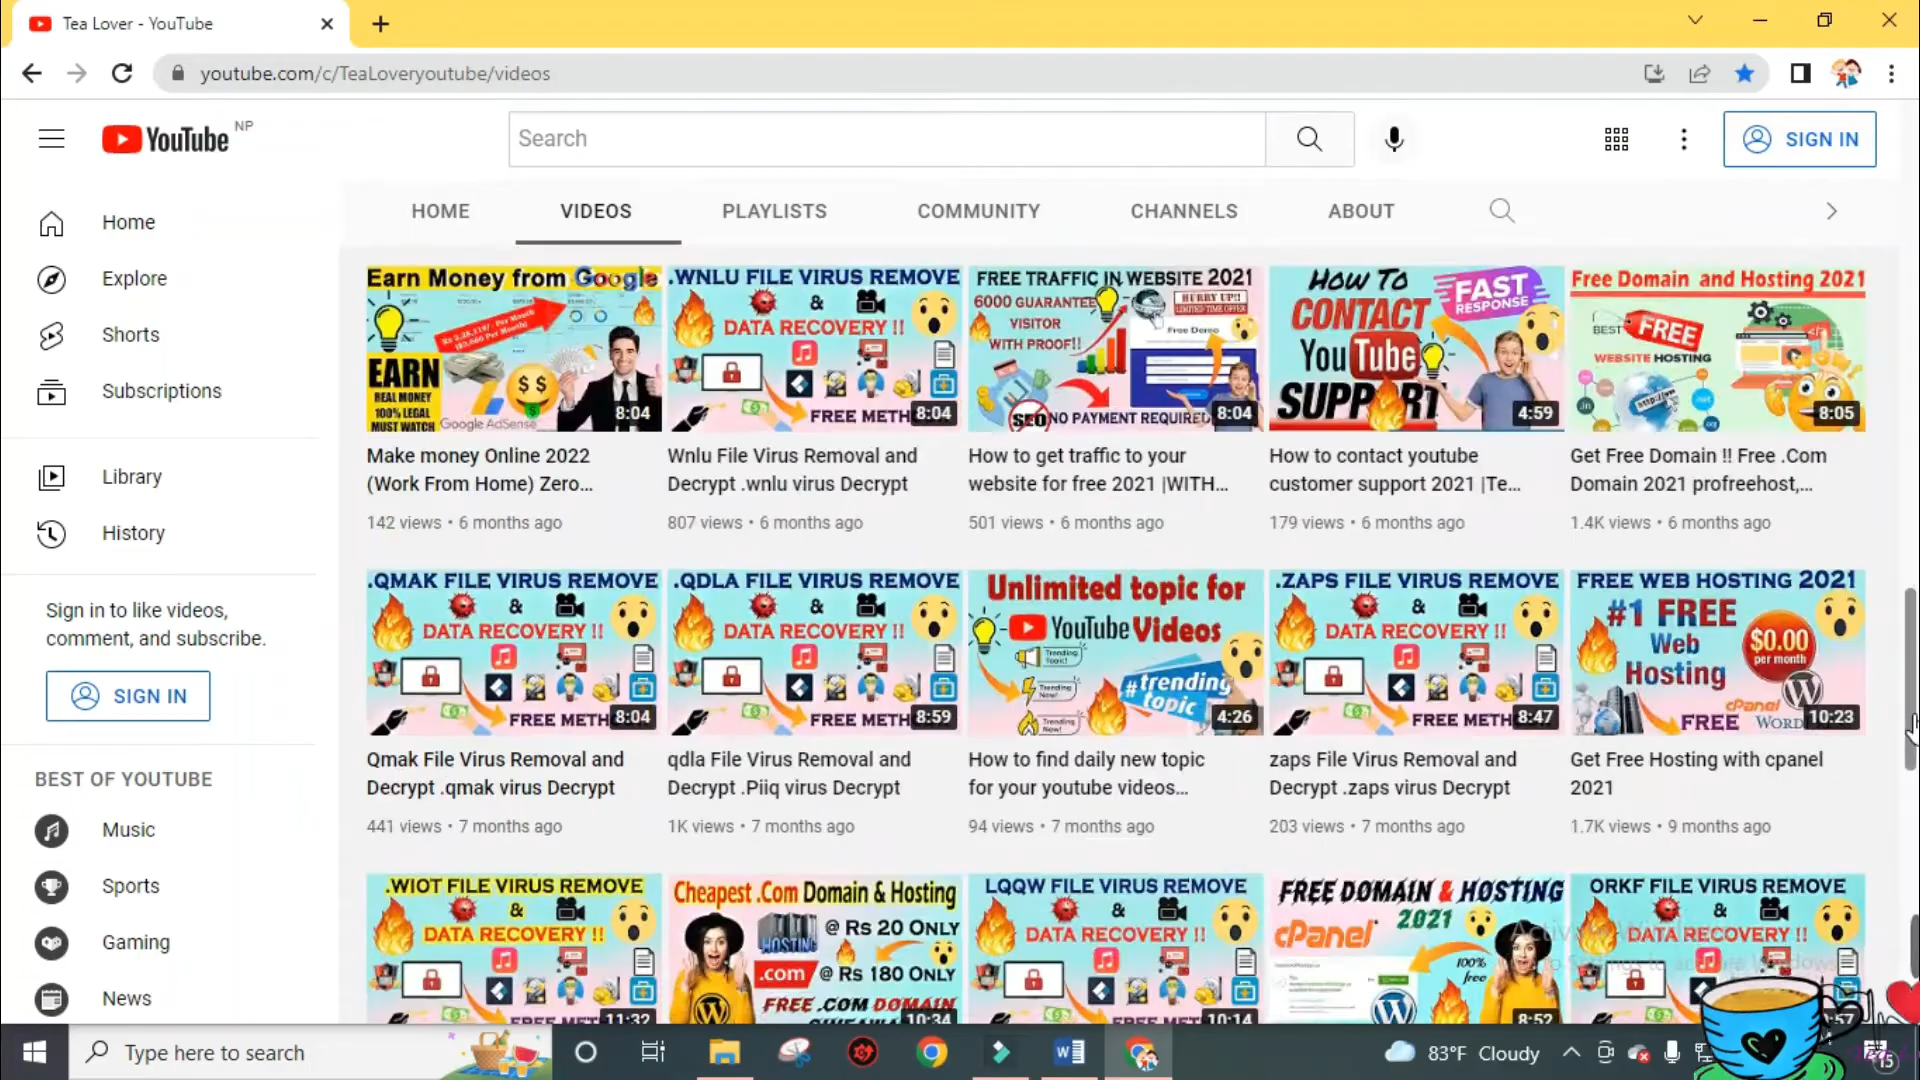 Tea Lover - YouTube
youtube.com/c/TeaLoveryoutube/videos
YouTube NP
Search
SIGN IN
HOME
VIDEOS
PLAYLISTS
COMMUNITY
CHANNELS
ABOUT
Home
Explore
Shorts
Subscriptions
Library
History
Sign in to like videos,
comment, and subscribe.
SIGN IN
BEST OF YOUTUBE
Music
Sports
Gaming
News
Earn Money from Google
EARN
REAL MONEY
100% LEGAL
MUST WATCH
Google AdSense
8:04
Make money Online 2022
(Work From Home) Zero...
142 views • 6 months ago
.WNLU FILE VIRUS REMOVE
&
DATA RECOVERY !!
FREE METH
8:04
Wnlu File Virus Removal and
Decrypt .wnlu virus Decrypt
807 views • 6 months ago
FREE TRAFFIC IN WEBSITE 2021
6000 GUARANTEE
VISITOR
WITH PROOF!!
HURRY UP!!
LIMITED TIME OFFER
Free Demo
SEO NO PAYMENT REQUIRED
8:04
How to get traffic to your
website for free 2021 |WITH...
501 views • 6 months ago
HOW TO
CONTACT
YouTube
SUPPORT
FAST
RESPONSE
4:59
How to contact youtube
customer support 2021 |Te...
179 views • 6 months ago
Free Domain and Hosting 2021
BEST FREE
WEBSITE HOSTING
8:05
Get Free Domain !! Free .Com
Domain 2021 profreehost,...
1.4K views • 6 months ago
.QMAK FILE VIRUS REMOVE
&
DATA RECOVERY !!
FREE METH
8:04
Qmak File Virus Removal and
Decrypt .qmak virus Decrypt
441 views • 7 months ago
.QDLA FILE VIRUS REMOVE
&
DATA RECOVERY !!
FREE METH
8:59
qdla File Virus Removal and
Decrypt .Piiq virus Decrypt
1K views • 7 months ago
Unlimited topic for
YouTube Videos
Trending Topic!
Trending Now!
Trending
#trending
topic
4:26
How to find daily new topic
for your youtube videos...
94 views • 7 months ago
.ZAPS FILE VIRUS REMOVE
&
DATA RECOVERY !!
FREE METH
8:47
zaps File Virus Removal and
Decrypt .zaps virus Decrypt
203 views • 7 months ago
FREE WEB HOSTING 2021
#1 FREE
Web
Hosting
$0.00
per month
cPanel
FREE WORD
10:23
Get Free Hosting with cpanel
2021
1.7K views • 9 months ago
.WIOT FILE VIRUS REMOVE
&
DATA RECOVERY !!
11:32
Cheapest .Com Domain & Hosting
HOSTING @ Rs 20 ONLY
.com @ Rs 180 ONLY
FREE .COM DOMAIN
10:34
LQQW FILE VIRUS REMOVE
&
DATA RECOVERY !!
10:14
FREE DOMAIN & HOSTING
2021
cPanel
100%
free
8:52
ORKF FILE VIRUS REMOVE
&
DATA RECOVERY !!
:57
Type here to search
83°F Cloudy
15